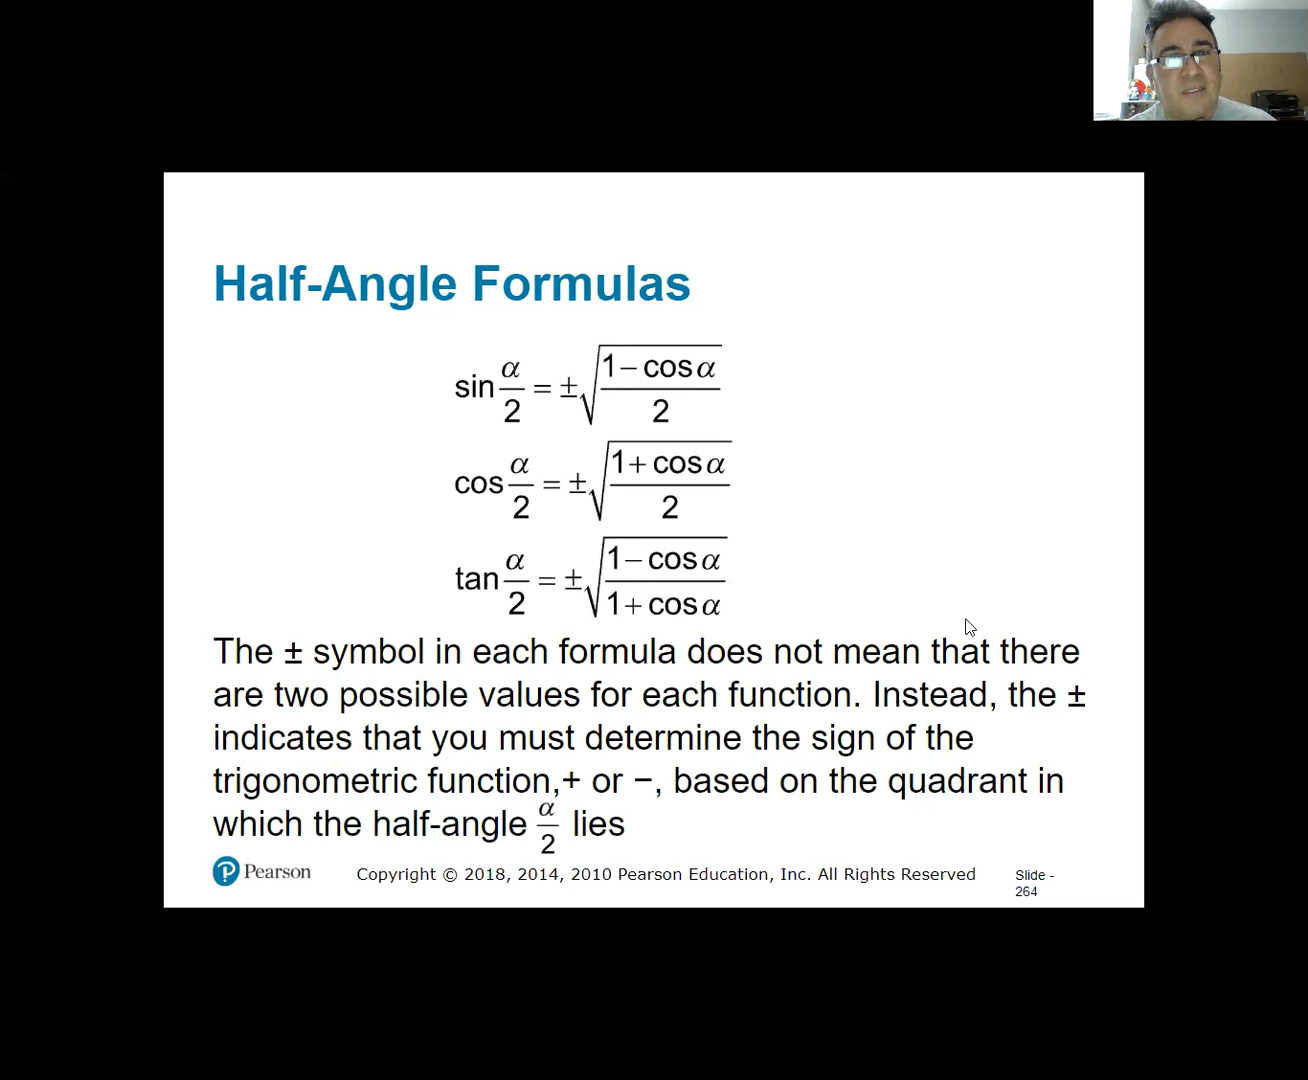 Half-Angle Formulas
sin α/2 = ±√((1 − cos α)/2)
cos α/2 = ±√((1 + cos α)/2)
tan α/2 = ±√((1 − cos α)/(1 + cos α))
The ± symbol in each formula does not mean that there
are two possible values for each function. Instead, the ±
indicates that you must determine the sign of the
trigonometric function,+ or −, based on the quadrant in
which the half-angle α/2 lies
Pearson
Copyright © 2018, 2014, 2010 Pearson Education, Inc. All Rights Reserved
Slide -
264